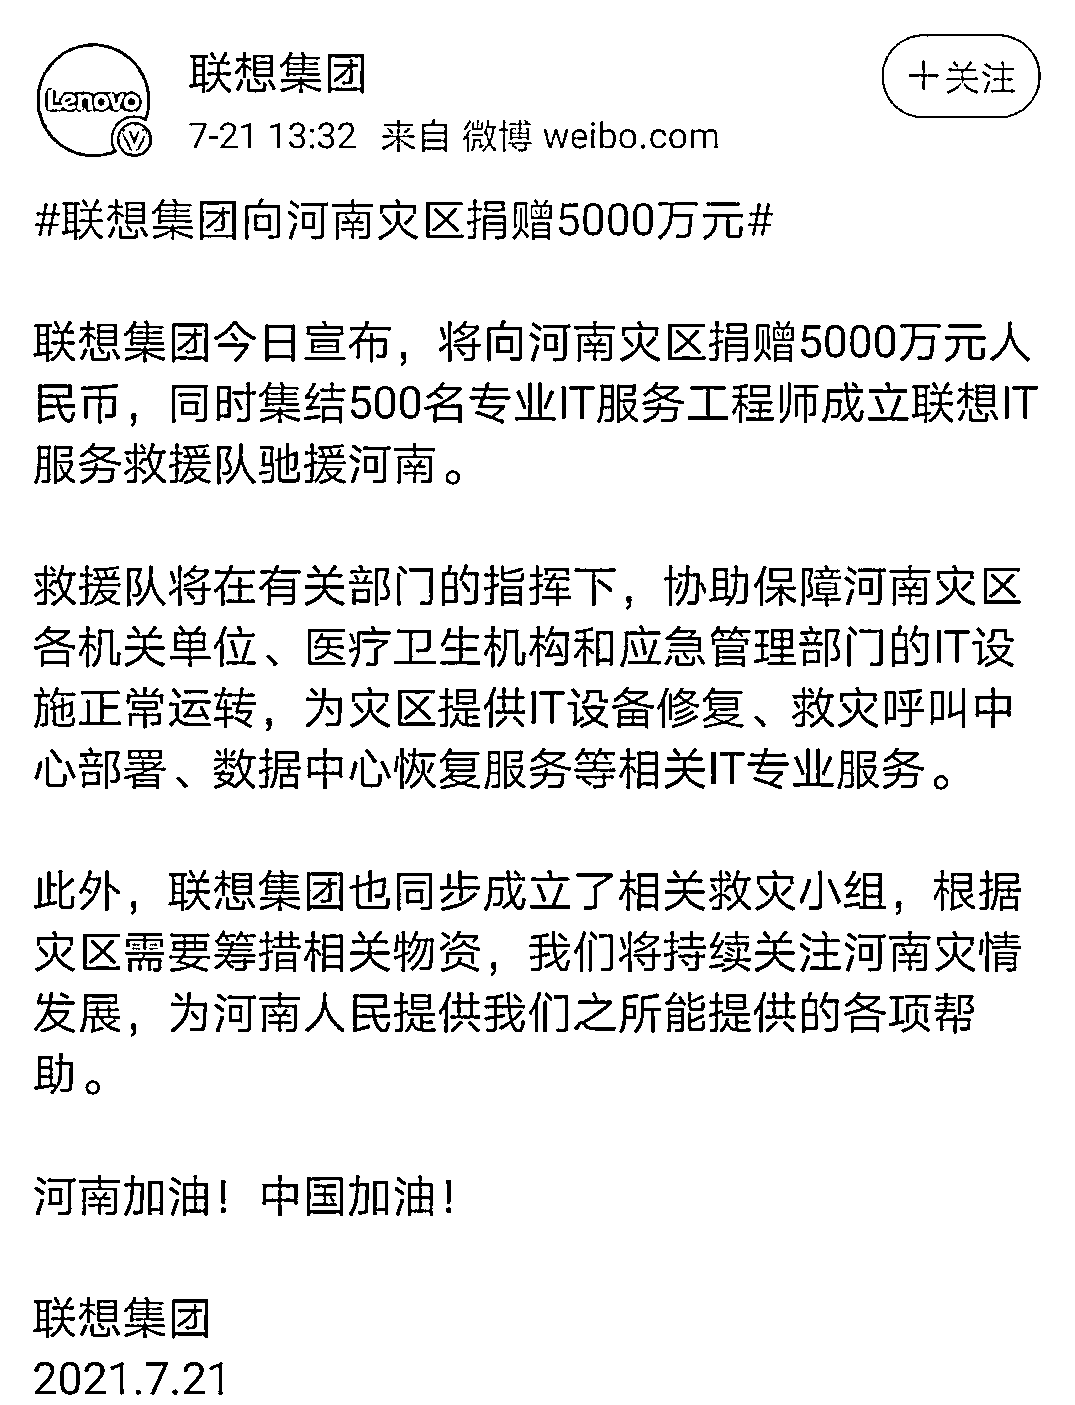 联想集团
+关注
Lenovo
7-21 13:32 来自 微博 weibo.com
#联想集团向河南灾区捐赠5000万元#
联想集团今日宣布，将向河南灾区捐赠5000万元人
民币，同时集结500名专业IT服务工程师成立联想IT
服务救援队驰援河南。
救援队将在有关部门的指挥下，协助保障河南灾区
各机关单位、医疗卫生机构和应急管理部门的IT设
施正常运转，为灾区提供IT设备修复、救灾呼叫中
心部署、数据中心恢复服务等相关IT专业服务。
此外，联想集团也同步成立了相关救灾小组，根据
灾区需要筹措相关物资，我们将持续关注河南灾情
发展，为河南人民提供我们之所能提供的各项帮
助。
河南加油！中国加油！
联想集团
2021.7.21